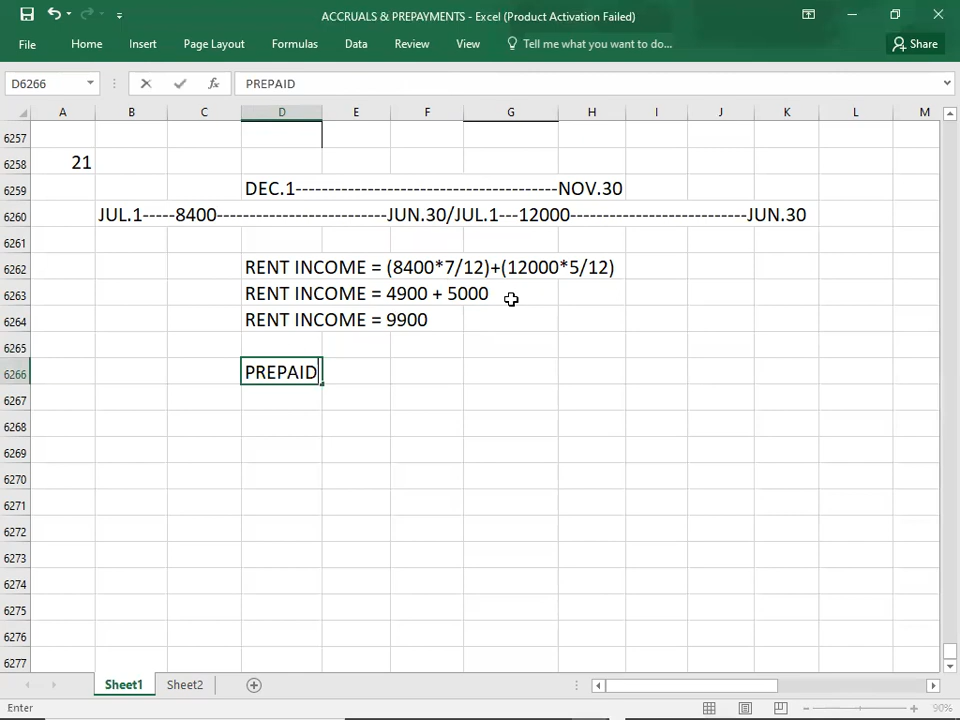 ACCRUALS & PREPAYMENTS - Excel (Product Activation Failed)
File Home Insert Page Layout Formulas Data Review View Tell me what you want to do... Share
D6266 fx PREPAID
A B C D E F G H I J K L M
6257
6258 21
6259 DEC.1----------------------------------------NOV.30
6260 JUL.1-----8400--------------------------JUN.30/JUL.1---12000---------------------------JUN.30
6261
6262 RENT INCOME = (8400*7/12)+(12000*5/12)
6263 RENT INCOME = 4900 + 5000
6264 RENT INCOME = 9900
6265
6266 PREPAID
6267
6268
6269
6270
6271
6272
6273
6274
6275
6276
6277
Sheet1 Sheet2
Enter 90%